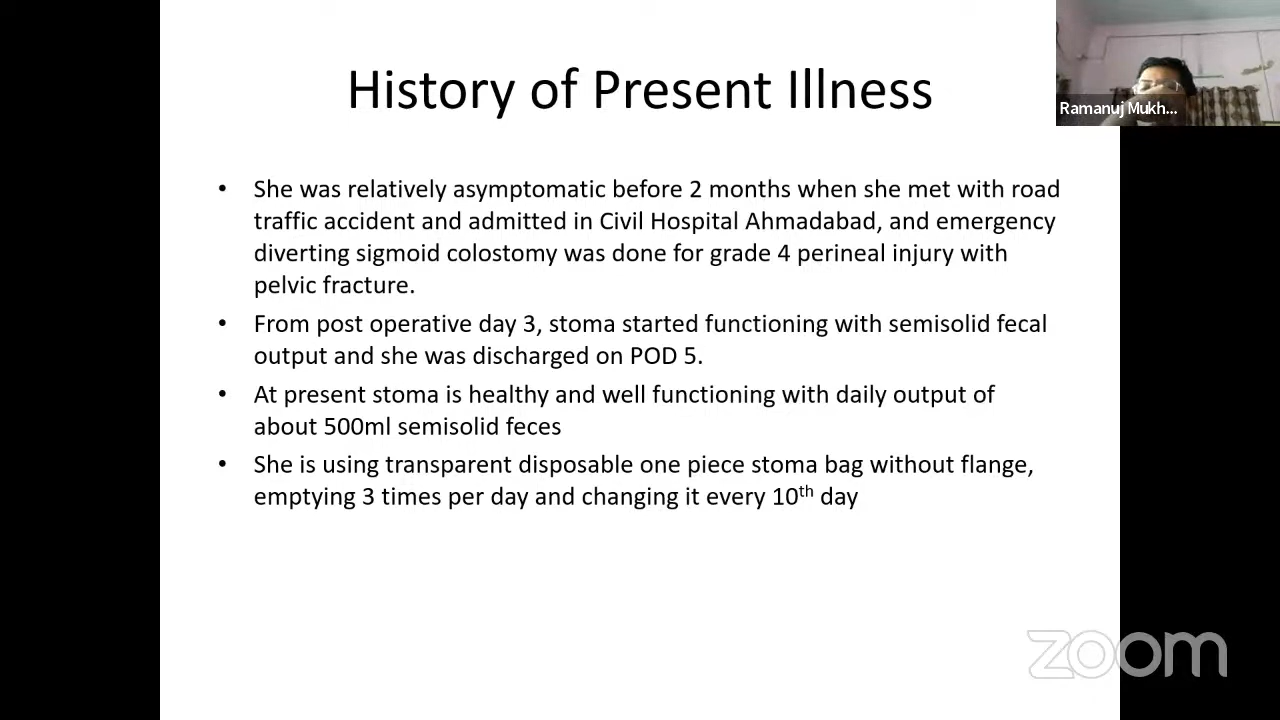 History of Present Illness
Ramanuj Mukh...
• She was relatively asymptomatic before 2 months when she met with road
traffic accident and admitted in Civil Hospital Ahmadabad, and emergency
diverting sigmoid colostomy was done for grade 4 perineal injury with
pelvic fracture.
• From post operative day 3, stoma started functioning with semisolid fecal
output and she was discharged on POD 5.
• At present stoma is healthy and well functioning with daily output of
about 500ml semisolid feces
• She is using transparent disposable one piece stoma bag without flange,
emptying 3 times per day and changing it every 10th day
zoom